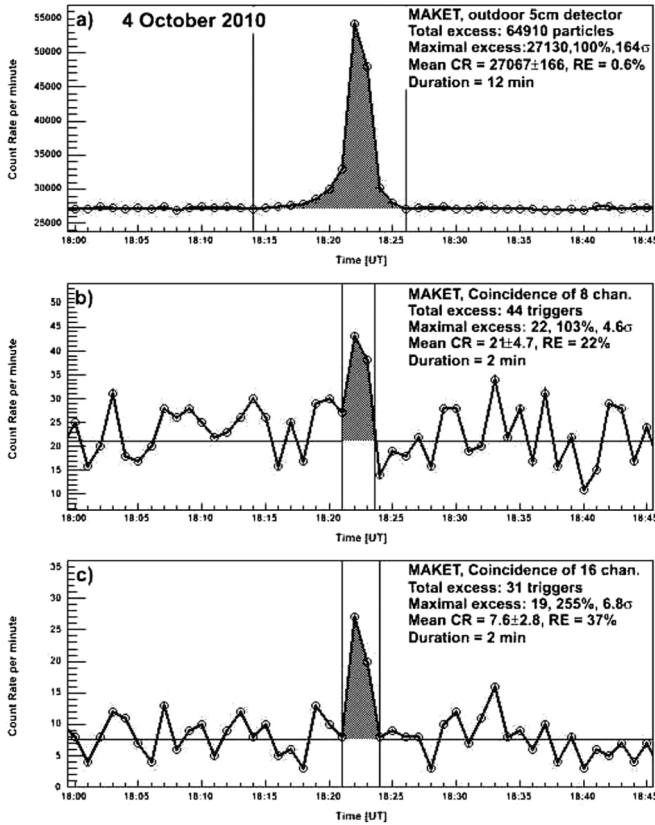 a)
4 October 2010
MAKET, outdoor 5cm detector
Total excess: 64910 particles
Maximal excess:27130,100%,164σ
Mean CR = 27067±166, RE = 0.6%
Duration = 12 min
Count Rate per minute
55000
50000
45000
40000
35000
30000
25000
18:00 18:05 18:10 18:15 18:20 18:25 18:30 18:35 18:40 18:45
Time [UT]
b)
MAKET, Coincidence of 8 chan.
Total excess: 44 triggers
Maximal excess: 22, 103%, 4.6σ
Mean CR = 21±4.7, RE = 22%
Duration = 2 min
Count Rate per minute
50
45
40
35
30
25
20
15
10
18:00 18:05 18:10 18:15 18:20 18:25 18:30 18:35 18:40 18:45
Time [UT]
c)
MAKET, Coincidence of 16 chan.
Total excess: 31 triggers
Maximal excess: 19, 255%, 6.8σ
Mean CR = 7.6±2.8, RE = 37%
Duration = 2 min
Count Rate per minute
35
30
25
20
15
10
5
0
18:00 18:05 18:10 18:15 18:20 18:25 18:30 18:35 18:40 18:45
Time [UT]